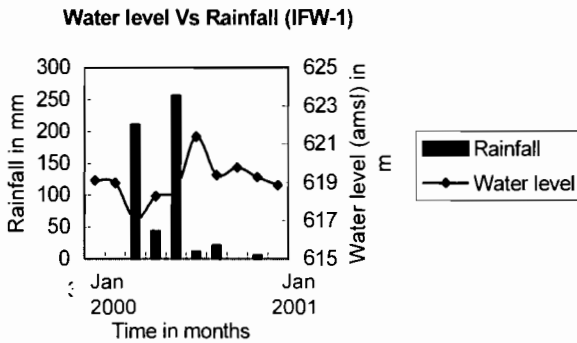 Water level Vs Rainfall (IFW-1)
Rainfall in mm
300
250
200
150
100
50
0
625
623
621
619
617
615
Water level (amsl) in
m
Jan
2000
Jan
2001
Time in months
Rainfall
Water level